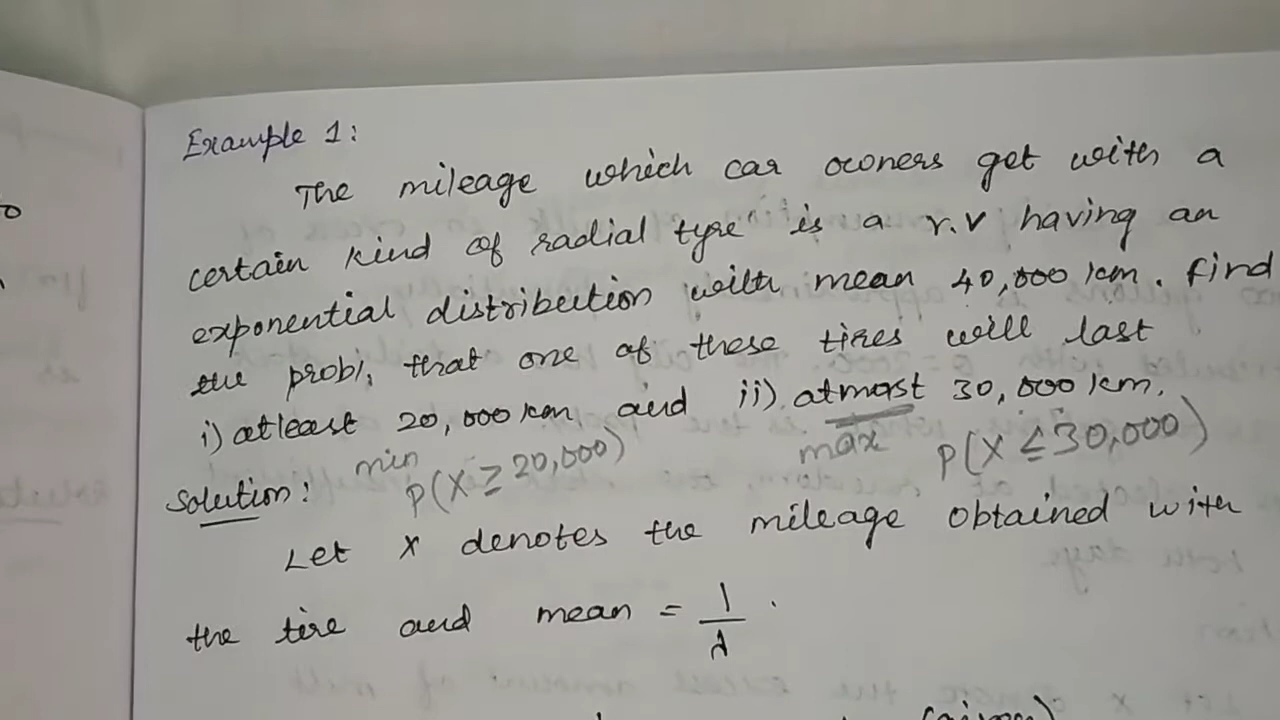 Example 1:
The mileage which car owners get with a
certain kind of radial tyre is a r.v having an
exponential distribution with mean 40,000 km. Find
the probl. that one of these tires will last
i) atleast 20,000 km and ii) atmost 30,000 km.
min max
P(X ≥ 20,000) P(X ≤ 30,000)
Solution:
Let X denotes the mileage obtained with
the tire and mean = 1/λ.